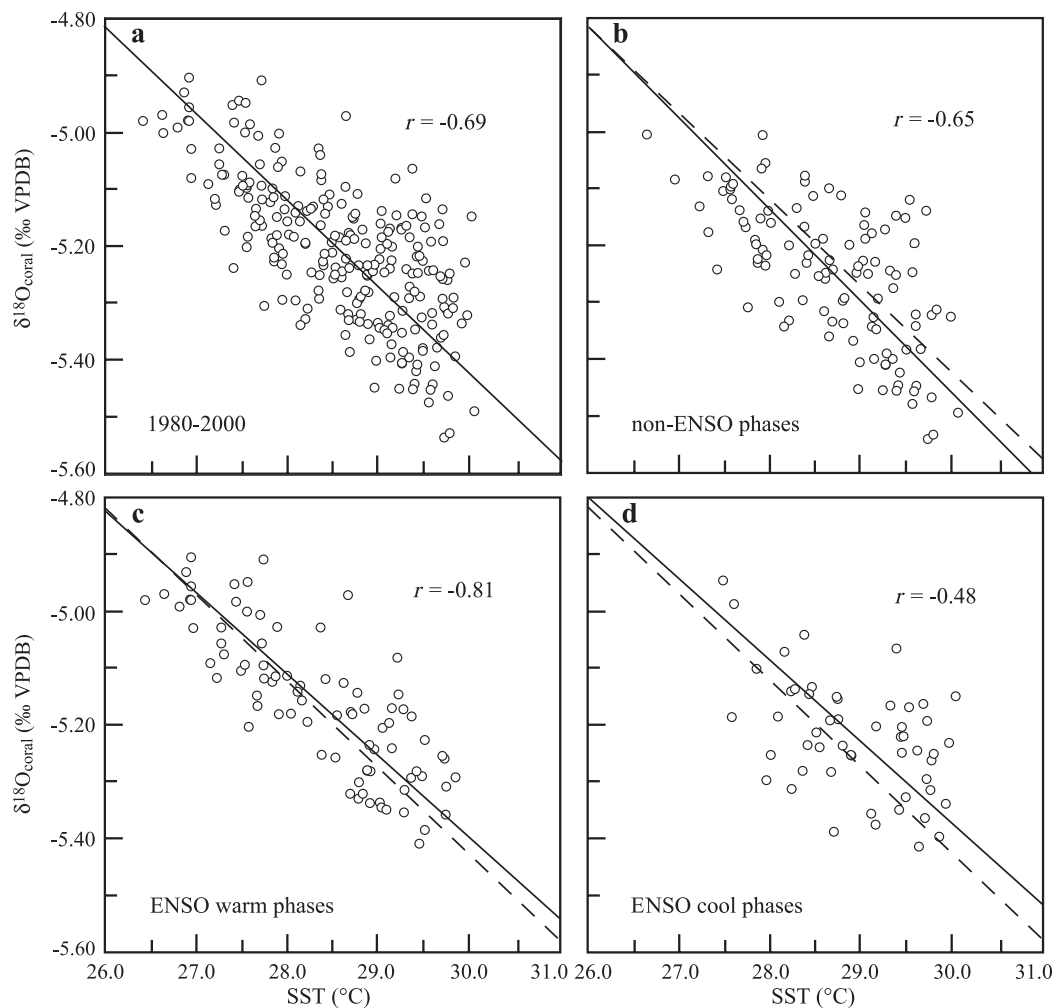 -4.80
-5.00
-5.20
-5.40
-5.60
δ18Ocoral (‰ VPDB)
a
r = -0.69
1980-2000
b
r = -0.65
non-ENSO phases
-4.80
-5.00
-5.20
-5.40
-5.60
δ18Ocoral (‰ VPDB)
c
r = -0.81
ENSO warm phases
d
r = -0.48
ENSO cool phases
26.0 27.0 28.0 29.0 30.0 31.0
SST (°C)
26.0 27.0 28.0 29.0 30.0 31.0
SST (°C)